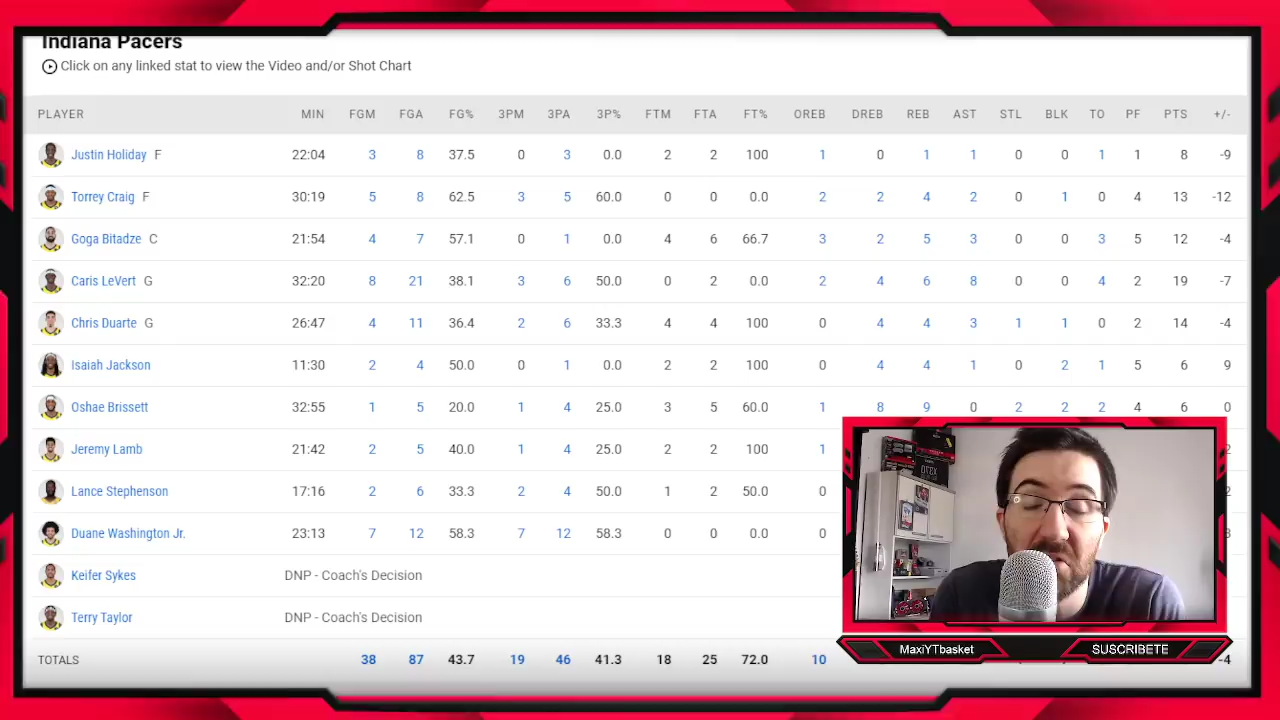 Indiana Pacers
Click on any linked stat to view the Video and/or Shot Chart
PLAYER MIN FGM FGA FG% 3PM 3PA 3P% FTM FTA FT% OREB DREB REB AST STL BLK TO PF PTS +/-
Justin Holiday F 22:04 3 8 37.5 0 3 0.0 2 2 100 1 0 1 1 0 0 1 1 8 -9
Torrey Craig F 30:19 5 8 62.5 3 5 60.0 0 0 0.0 2 2 4 2 0 1 0 4 13 -12
Goga Bitadze C 21:54 4 7 57.1 0 1 0.0 4 6 66.7 3 2 5 3 0 0 3 5 12 -4
Caris LeVert G 32:20 8 21 38.1 3 6 50.0 0 2 0.0 2 4 6 8 0 0 4 2 19 -7
Chris Duarte G 26:47 4 11 36.4 2 6 33.3 4 4 100 0 4 4 3 1 1 0 2 14 -4
Isaiah Jackson 11:30 2 4 50.0 0 1 0.0 2 2 100 0 4 4 1 0 2 1 5 6 9
Oshae Brissett 32:55 1 5 20.0 1 4 25.0 3 5 60.0 1 8 9 0 2 2 2 4 6 0
Jeremy Lamb 21:42 2 5 40.0 1 4 25.0 2 2 100 1
Lance Stephenson 17:16 2 6 33.3 2 4 50.0 1 2 50.0 0
Duane Washington Jr. 23:13 7 12 58.3 7 12 58.3 0 0 0.0 0
Keifer Sykes DNP - Coach's Decision
Terry Taylor DNP - Coach's Decision
TOTALS 38 87 43.7 19 46 41.3 18 25 72.0 10 -4
MaxiYTbasket SUSCRIBETE